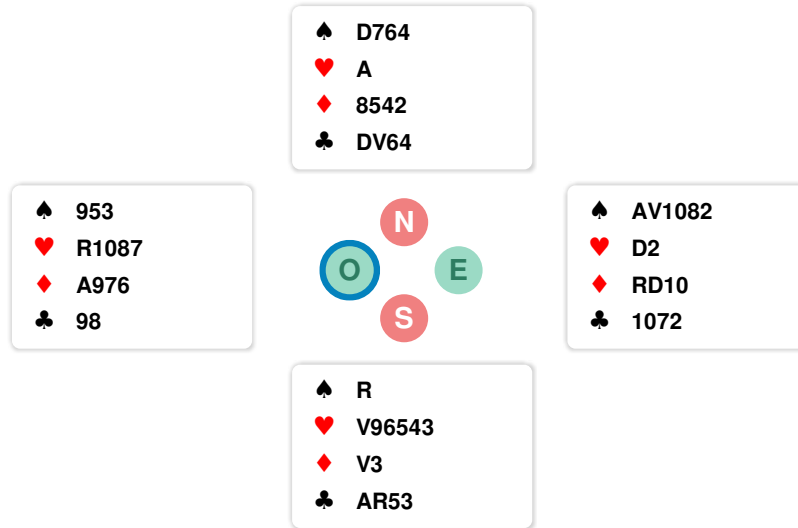 ♠ D764
♥ A
♦ 8542
♣ DV64
♠ 953
♥ R1087
♦ A976
♣ 98
N
O E
S
♠ AV1082
♥ D2
♦ RD10
♣ 1072
♠ R
♥ V96543
♦ V3
♣ AR53